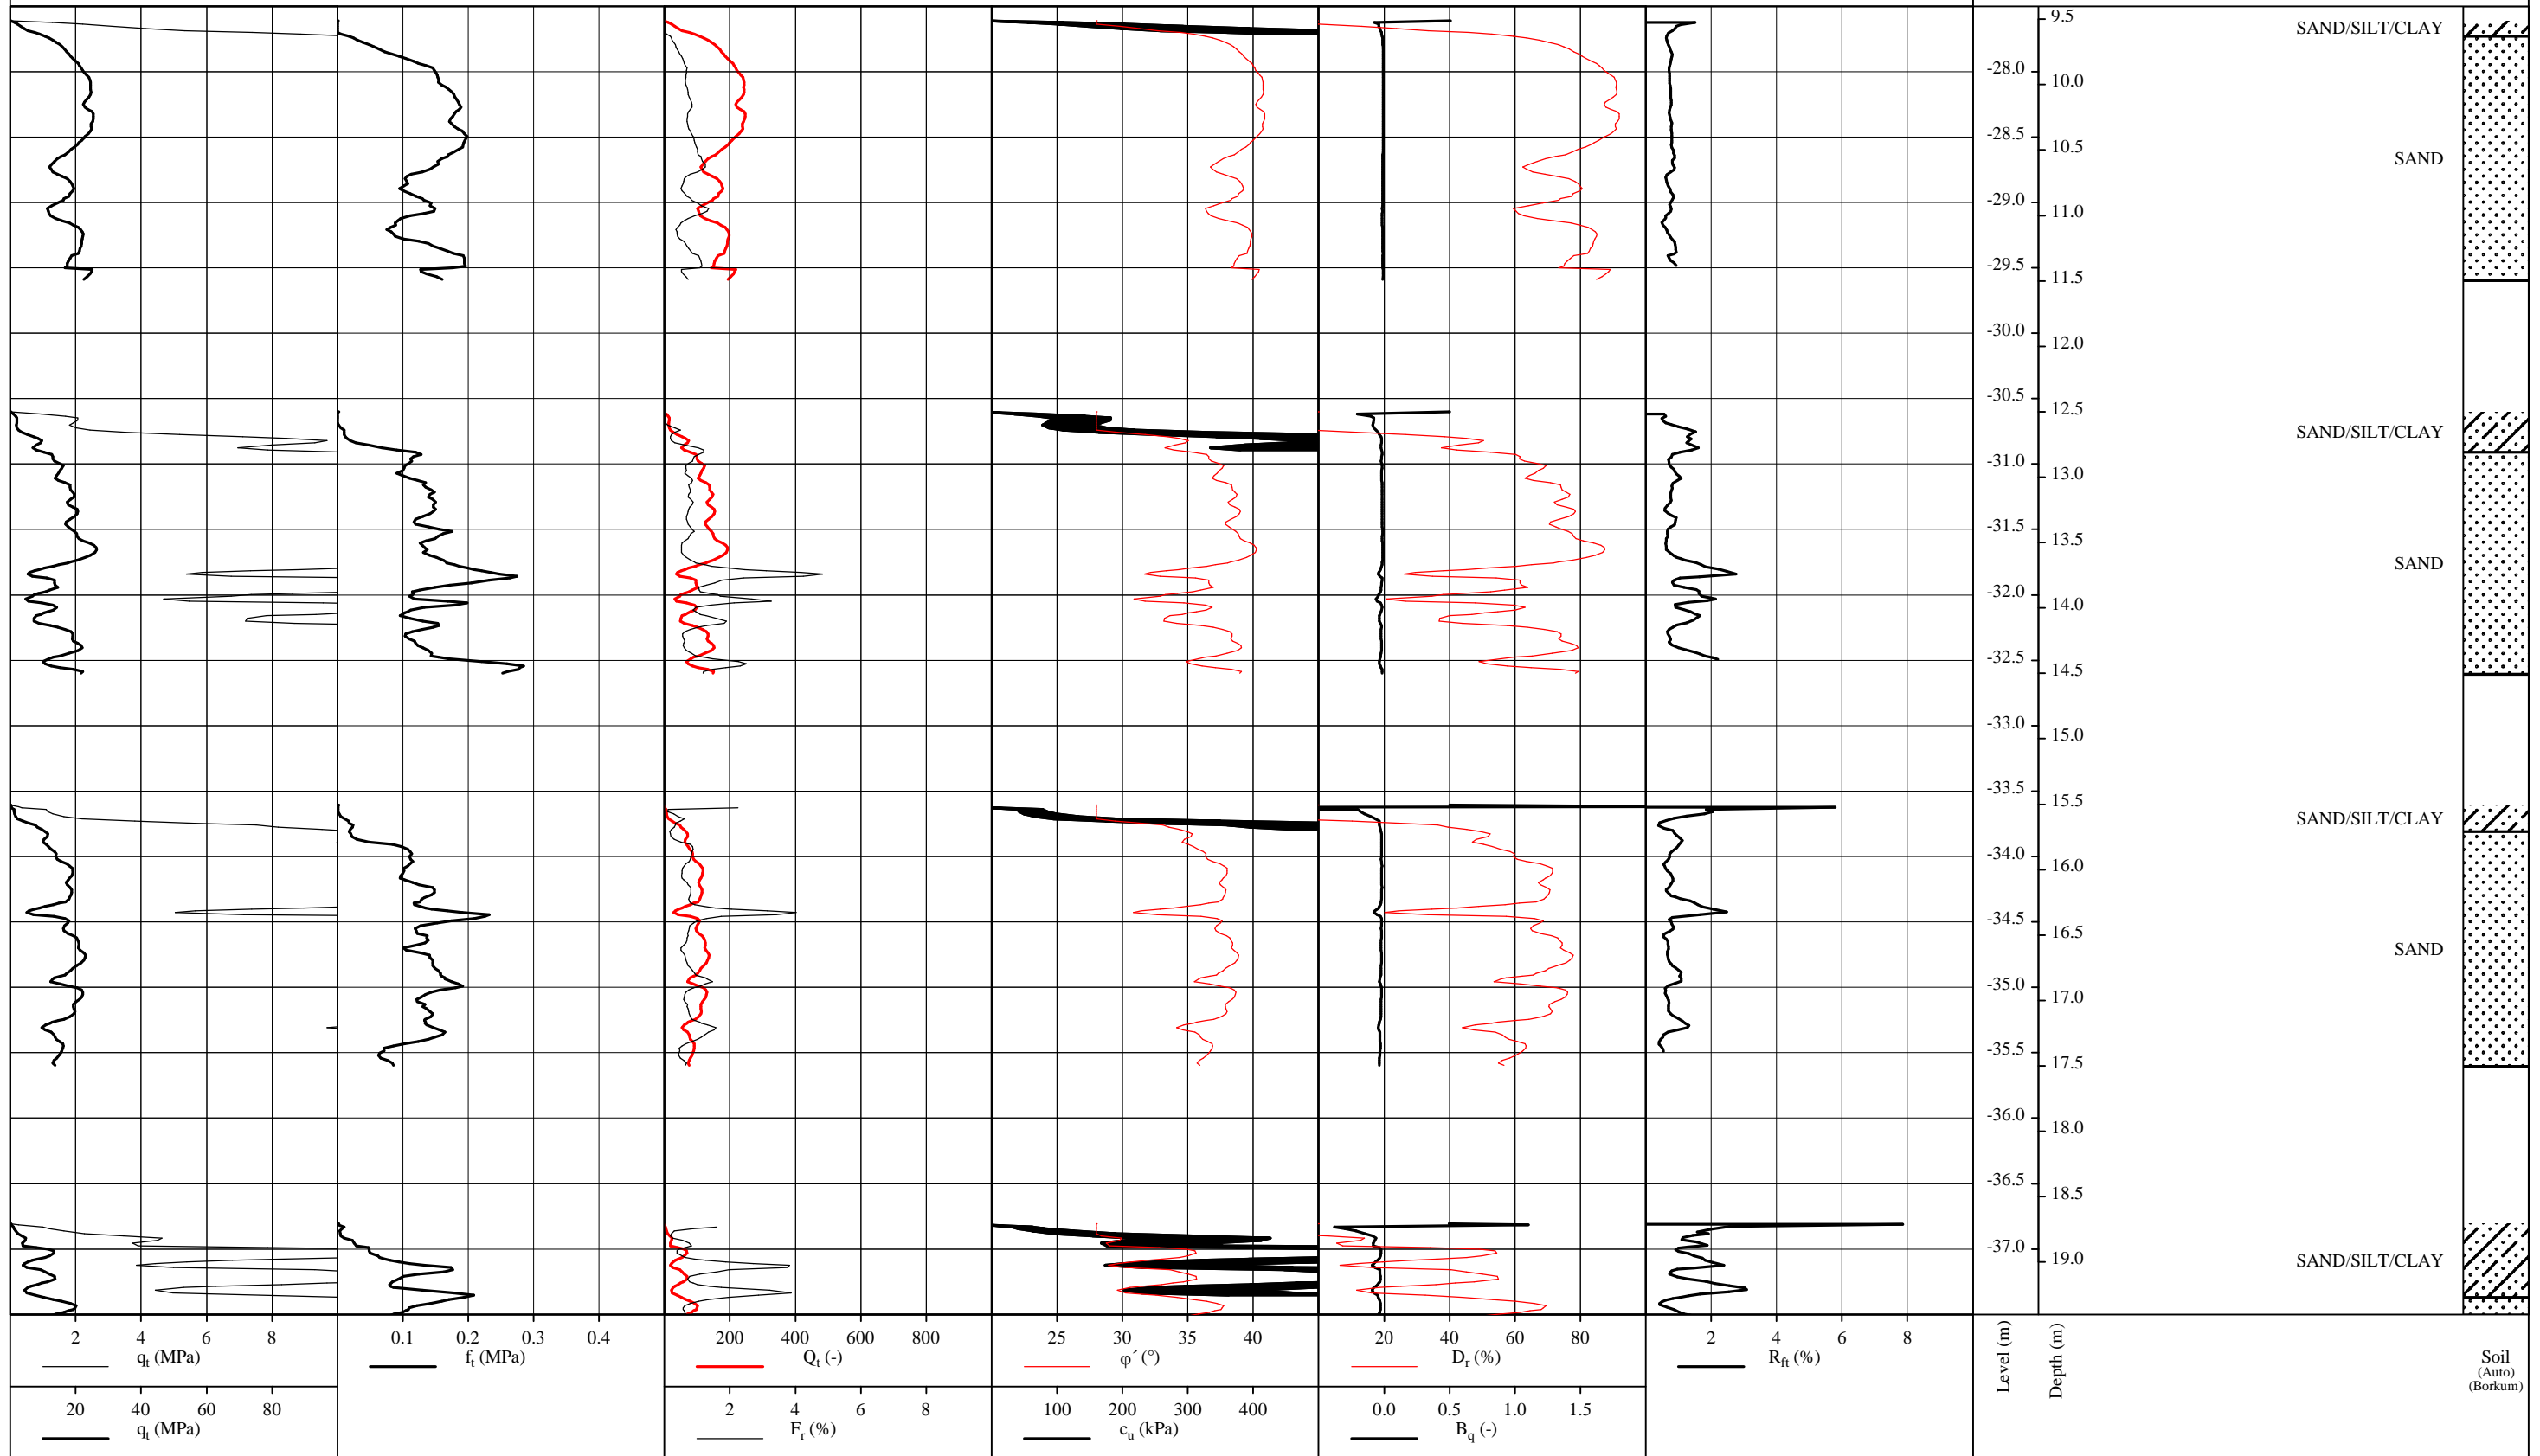 9.5
SAND/SILT/CLAY
-28.0
10.0
-28.5
10.5
SAND
-29.0
11.0
-29.5
11.5
-30.0
12.0
-30.5
12.5
SAND/SILT/CLAY
-31.0
13.0
-31.5
13.5
SAND
-32.0
14.0
-32.5
14.5
-33.0
15.0
-33.5
15.5
SAND/SILT/CLAY
-34.0
16.0
-34.5
16.5
SAND
-35.0
17.0
-35.5
17.5
-36.0
18.0
-36.5
18.5
-37.0
19.0
SAND/SILT/CLAY
2 4 6 8 0.1 0.2 0.3 0.4 200 400 600 800 25 30 35 40 20 40 60 80 2 4 6 8
qt (MPa) ft (MPa) Qt (-) φ´ (°) Dr (%) Rft (%)
Level (m)
Depth (m)
Soil
(Auto)
(Borkum)
20 40 60 80 2 4 6 8 100 200 300 400 0.0 0.5 1.0 1.5
qt (MPa) Fr (%) cu (kPa) Bq (-)